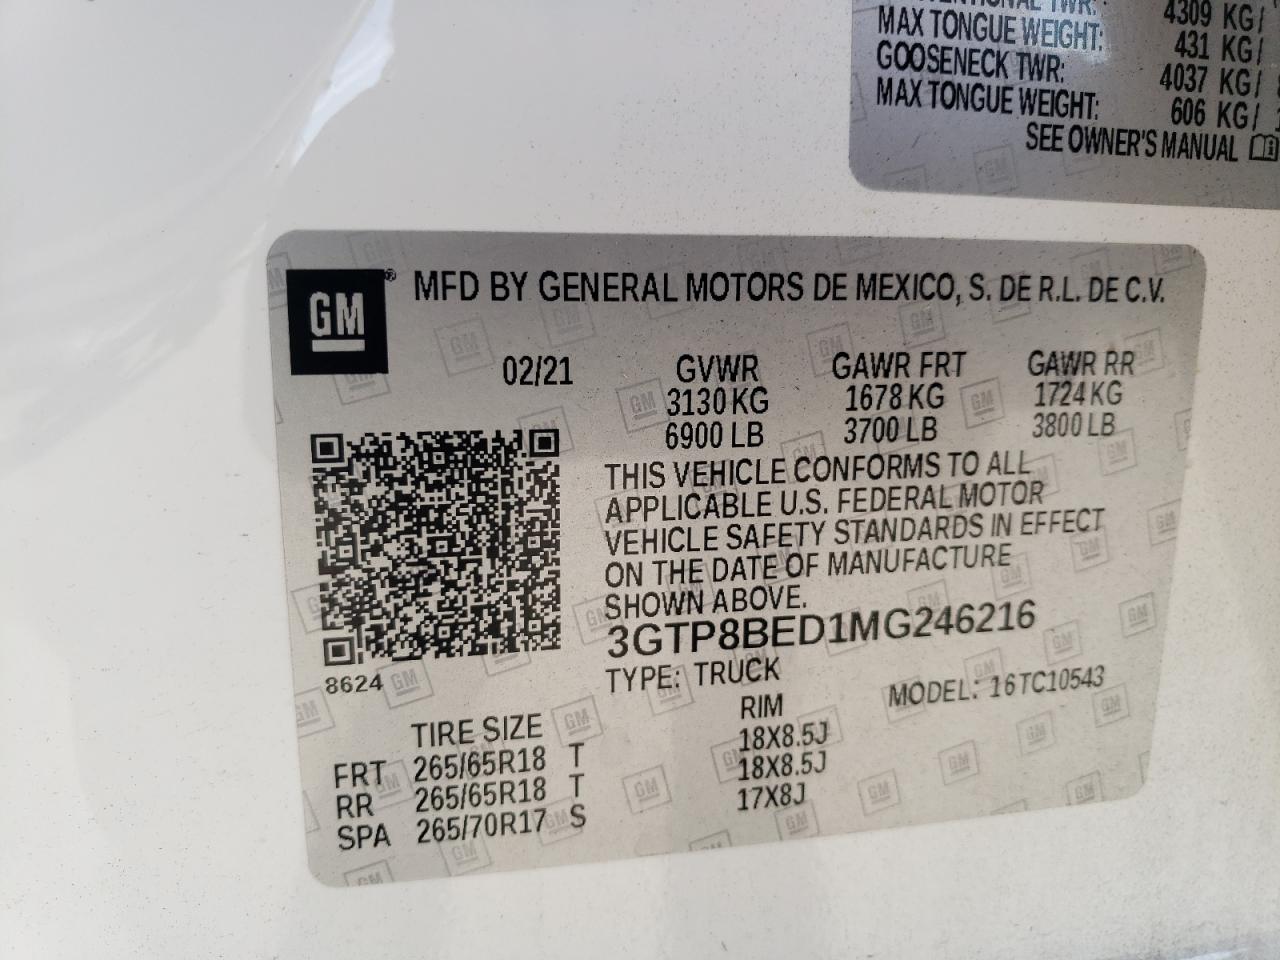 TWR:
4309 KG/
MAX TONGUE WEIGHT: 431 KG/
GOOSENECK TWR: 4037 KG/
MAX TONGUE WEIGHT: 606 KG/
SEE OWNER'S MANUAL
GM ® MFD BY GENERAL MOTORS DE MEXICO, S. DE R.L. DE C.V.
02/21 GVWR GAWR FRT GAWR RR
3130 KG 1678 KG 1724 KG
6900 LB 3700 LB 3800 LB
THIS VEHICLE CONFORMS TO ALL
APPLICABLE U.S. FEDERAL MOTOR
VEHICLE SAFETY STANDARDS IN EFFECT
ON THE DATE OF MANUFACTURE
SHOWN ABOVE.
3GTP8BED1MG246216
8624
TYPE: TRUCK MODEL: 16TC10543
TIRE SIZE RIM
FRT 265/65R18 T 18X8.5J
RR 265/65R18 T 18X8.5J
SPA 265/70R17 S 17X8J